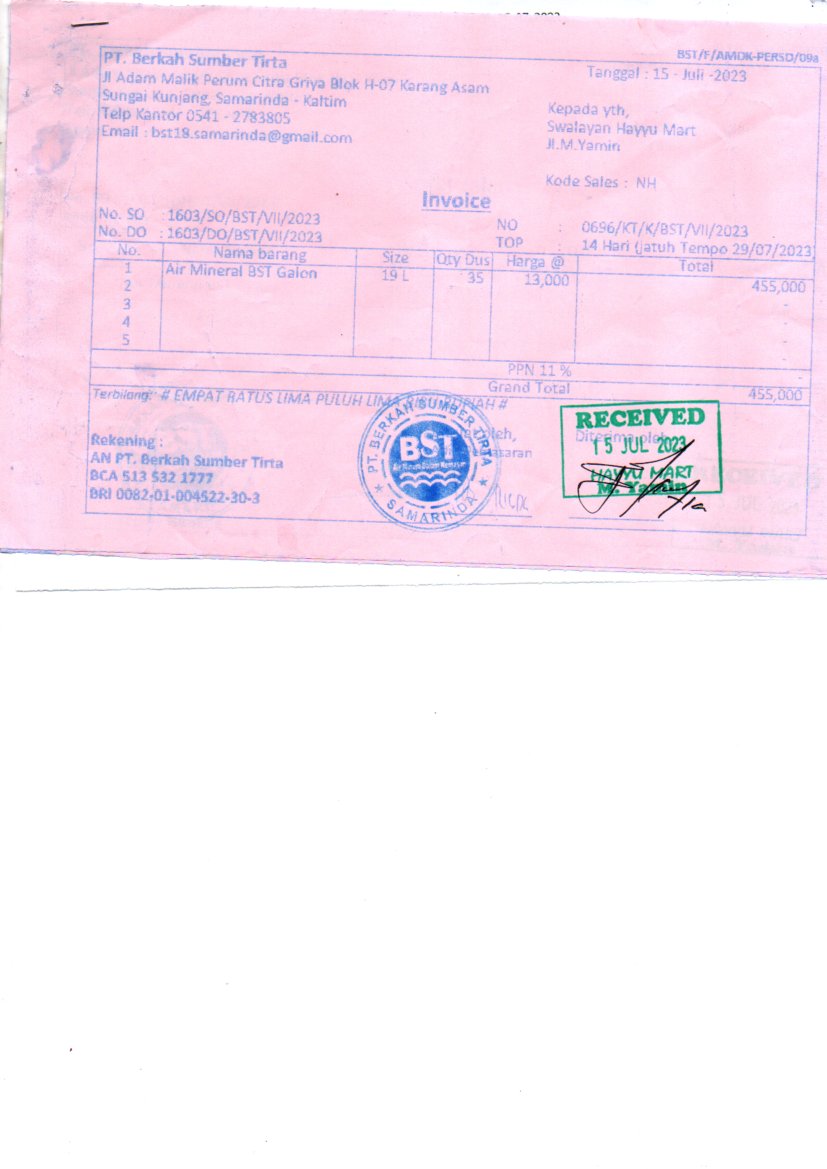 BST/F/AMDK-PERSD/09a
PT. Berkah Sumber Tirta
Jl Adam Malik Perum Citra Griya Blok H-07 Karang Asam
Sungai Kunjang, Samarinda - Kaltim
Telp Kantor 0541 - 2783805
Email : bst18.samarinda@gmail.com
Tanggal : 15 - Juli -2023
Kepada yth,
Swalayan Hayyu Mart
Jl.M.Yamin
Kode Sales : NH
Invoice
No. SO : 1603/SO/BST/VII/2023
No. DO : 1603/DO/BST/VII/2023
NO : 0696/KT/K/BST/VII/2023
TOP : 14 Hari (Jatuh Tempo 29/07/2023
No. Nama barang Size Qty Dus Harga @ Total
1 Air Mineral BST Galon 19 L 35 13,000 455,000
2 -
3 -
4 -
5 -
PPN 11 % -
Grand Total 455,000
Terbilang: # EMPAT RATUS LIMA PULUH LIMA RIBU RUPIAH #
Rekening :
AN PT. Berkah Sumber Tirta
BCA 513 532 1777
BRI 0082-01-004522-30-3
PT. BERKAH SUMBER TIRTA
BST
Air Minum Dalam Kemasan
SAMARINDA
Diterima oleh
RECEIVED
15 JUL 2023
HAYYU MART
M. Yamin